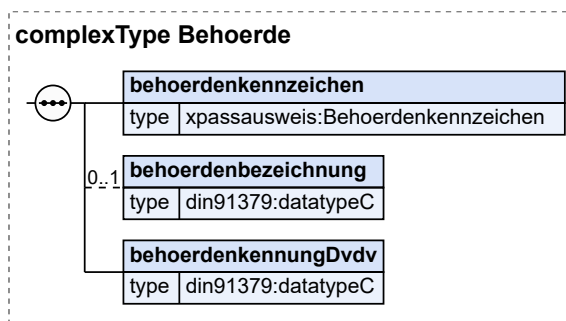 complexType Behoerde
behoerdenkennzeichen
type xpassausweis:Behoerdenkennzeichen
0..1
behoerdenbezeichnung
type din91379:datatypeC
behoerdenkennungDvdv
type din91379:datatypeC